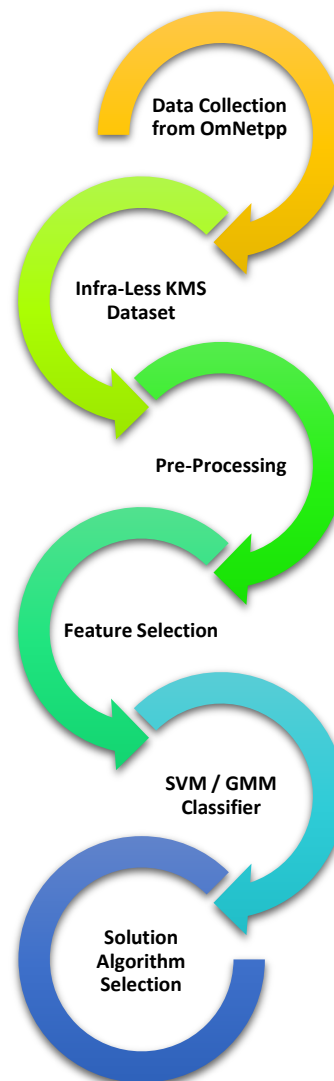 Data Collection
from OmNetpp
Infra-Less KMS
Dataset
Pre-Processing
Feature Selection
SVM / GMM
Classifier
Solution
Algorithm
Selection